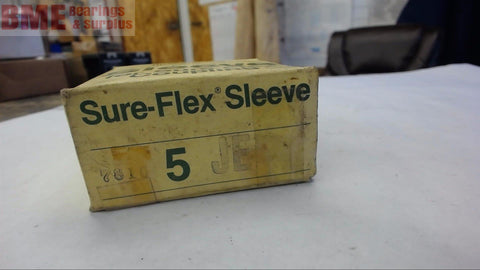 BME Bearings
& surplus
Sure-Flex® Sleeve
5 JE